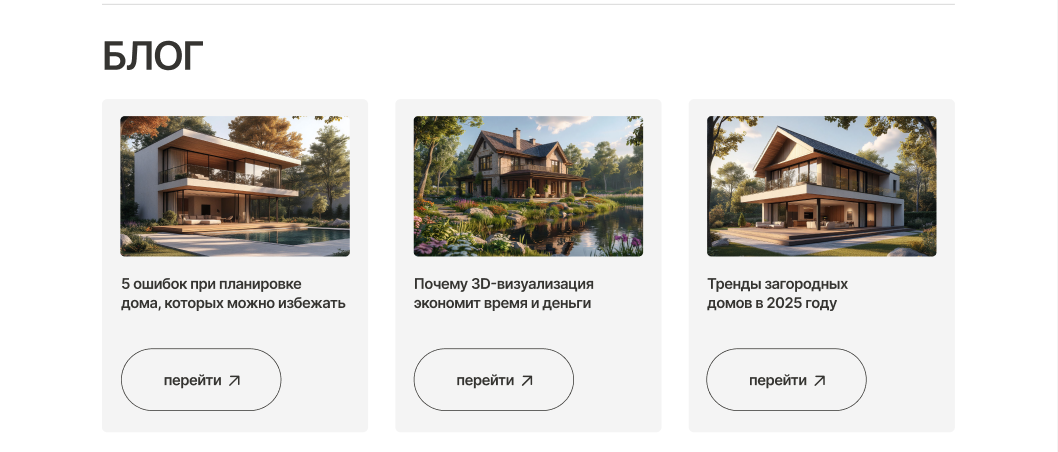 БЛОГ
5 ошибок при планировке
дома, которых можно избежать
перейти
Почему 3D-визуализация
экономит время и деньги
перейти
Тренды загородных
домов в 2025 году
перейти